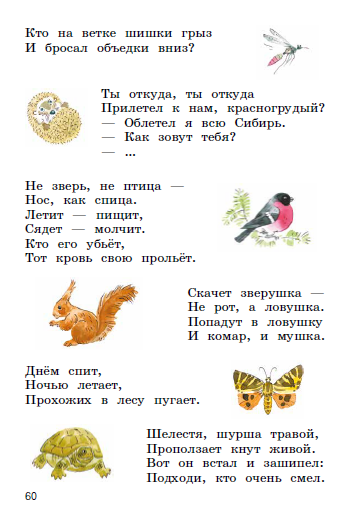 Кто на ветке шишки грыз
И бросал объедки вниз?
Ты откуда, ты откуда
Прилетел к нам, красногрудый?
— Облетел я всю Сибирь.
— Как зовут тебя?
— ...
Не зверь, не птица —
Нос, как спица.
Летит — пищит,
Сядет — молчит.
Кто его убьёт,
Тот кровь свою прольёт.
Скачет зверушка —
Не рот, а ловушка.
Попадут в ловушку
И комар, и мушка.
Днём спит,
Ночью летает,
Прохожих в лесу пугает.
Шелестя, шурша травой,
Проползает кнут живой.
Вот он встал и зашипел:
Подходи, кто очень смел.
60